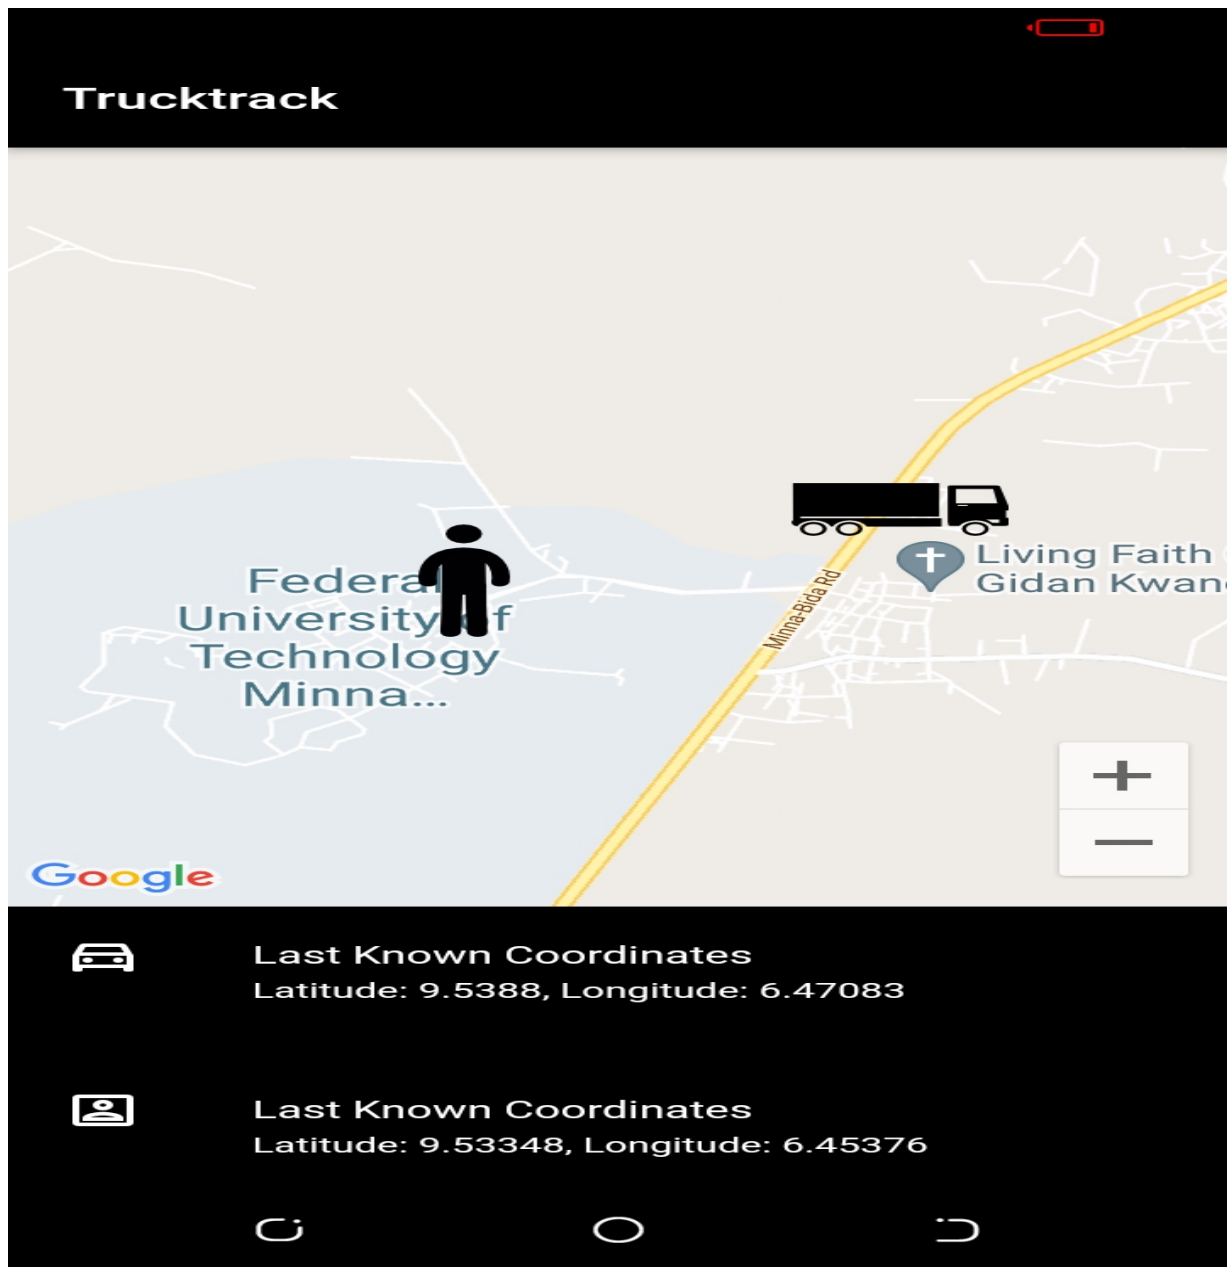 Trucktrack
Federal
University of
Technology
Minna...
Minna-Bida Rd
Living Faith
Gidan Kwan
Google
Last Known Coordinates
Latitude: 9.5388, Longitude: 6.47083
Last Known Coordinates
Latitude: 9.53348, Longitude: 6.45376